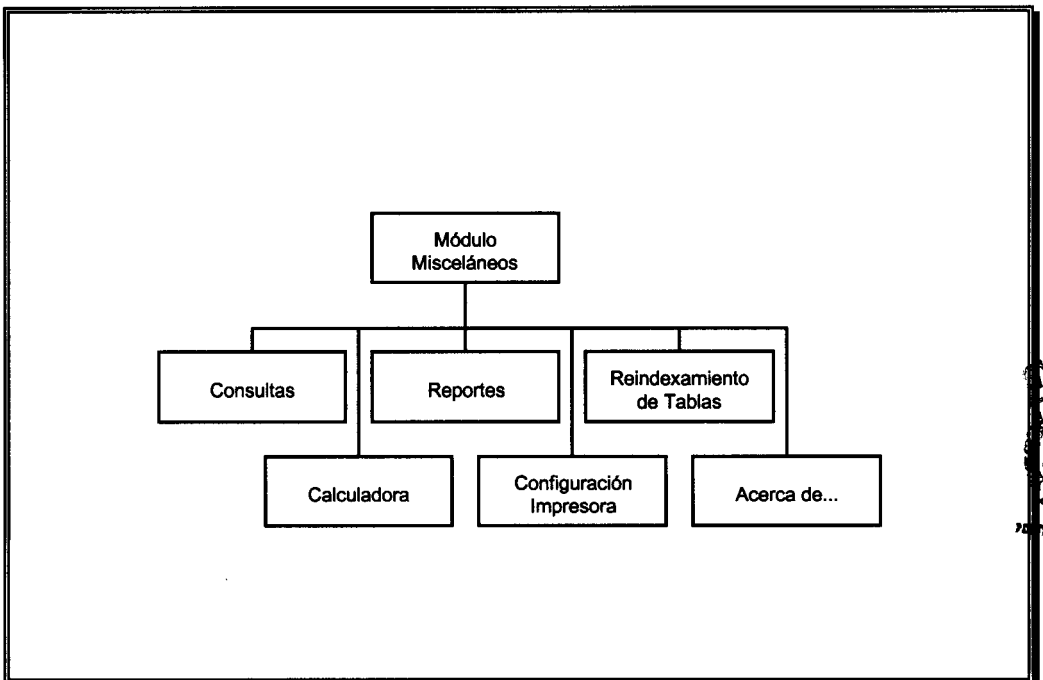 Módulo
Misceláneos
Consultas
Reportes
Reindexamiento
de Tablas
Calculadora
Configuración
Impresora
Acerca de...